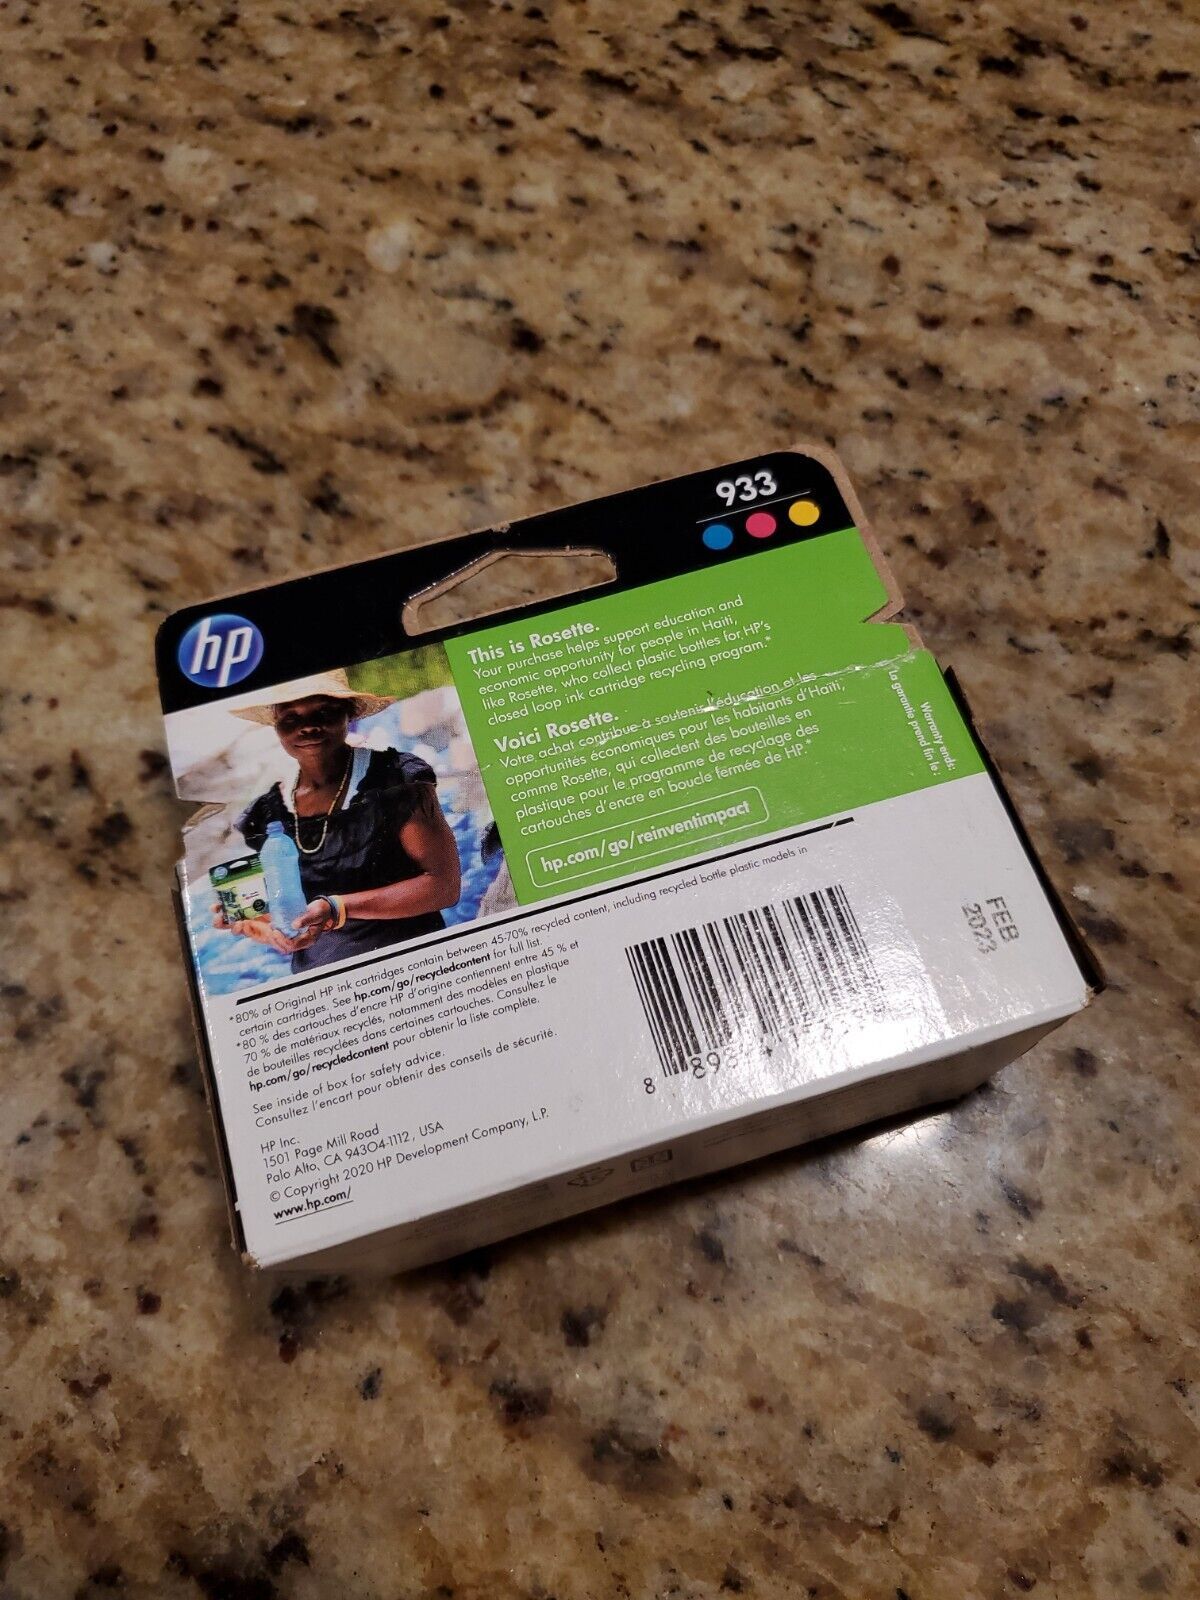 933
hp
This is Rosette.
Your purchase helps support education and
economic opportunity for people in Haiti,
like Rosette, who collect plastic bottles for HP's
closed loop ink cartridge recycling program.*
Voici Rosette.
Votre achat contribue à soutenir l'éducation et les
opportunités économiques pour les habitants d'Haïti,
comme Rosette, qui collectent des bouteilles en
plastique pour le programme de recyclage des
cartouches d'encre en boucle fermée de HP.*
hp.com/go/reinventimpact
Warranty ends:
La garantie prend fin le :
FEB
2023
*80% of Original HP ink cartridges contain between 45-70% recycled content, including recycled bottle plastic models in
certain cartridges. See hp.com/go/recycledcontent for full list.
*80 % des cartouches d'encre HP d'origine contiennent entre 45 % et
70 % de matériaux recyclés, notamment des modèles en plastique
de bouteilles recyclées dans certaines cartouches. Consultez le
hp.com/go/recycledcontent pour obtenir la liste complète.
See inside of box for safety advice.
Consultez l'encart pour obtenir des conseils de sécurité.
HP Inc.
1501 Page Mill Road
Palo Alto, CA 94304-1112, USA
© Copyright 2020 HP Development Company, L.P.
www.hp.com/
8